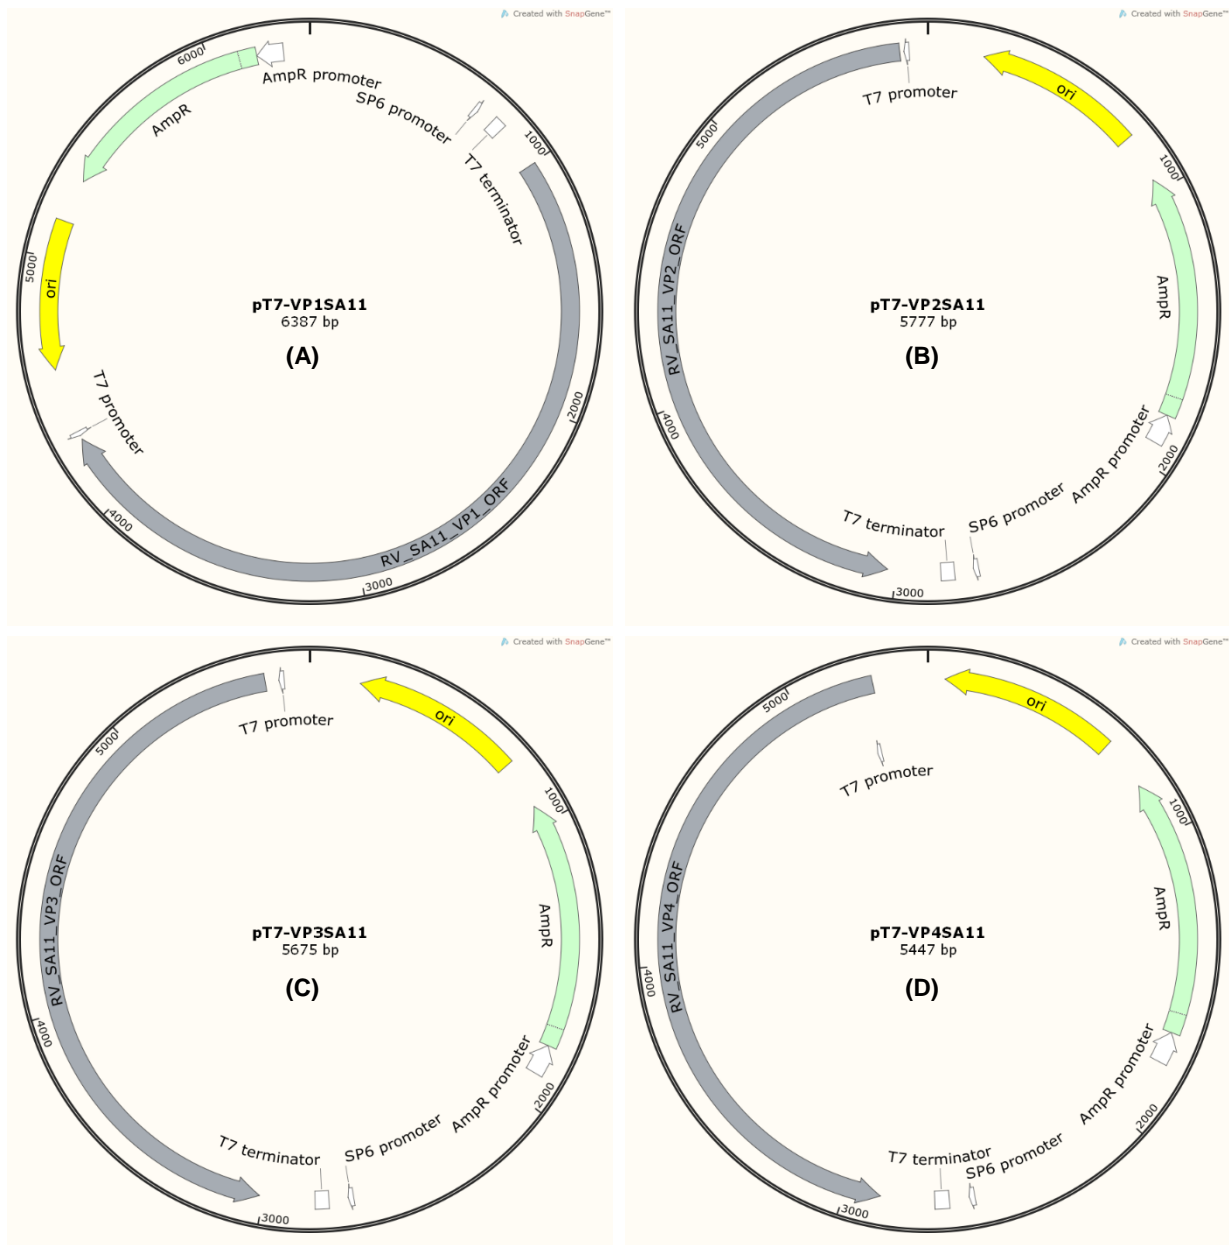 Created with SnapGene™
6000
AmpR promoter
AmpR
SP6 promoter
T7 terminator
1000
5000
ori
pT7-VP1SA11
6387 bp
(A)
T7 promoter
2000
4000
RV_SA11_VP1_ORF
3000
Created with SnapGene™
T7 promoter
ori
5000
1000
RV_SA11_VP2_ORF
AmpR
pT7-VP2SA11
5777 bp
(B)
4000
AmpR promoter
2000
T7 terminator
SP6 promoter
3000
Created with SnapGene™
T7 promoter
ori
5000
1000
RV_SA11_VP3_ORF
AmpR
pT7-VP3SA11
5675 bp
(C)
4000
AmpR promoter
2000
T7 terminator
SP6 promoter
3000
Created with SnapGene™
5000
ori
T7 promoter
1000
RV_SA11_VP4_ORF
AmpR
pT7-VP4SA11
5447 bp
(D)
4000
AmpR promoter
2000
T7 terminator
SP6 promoter
3000